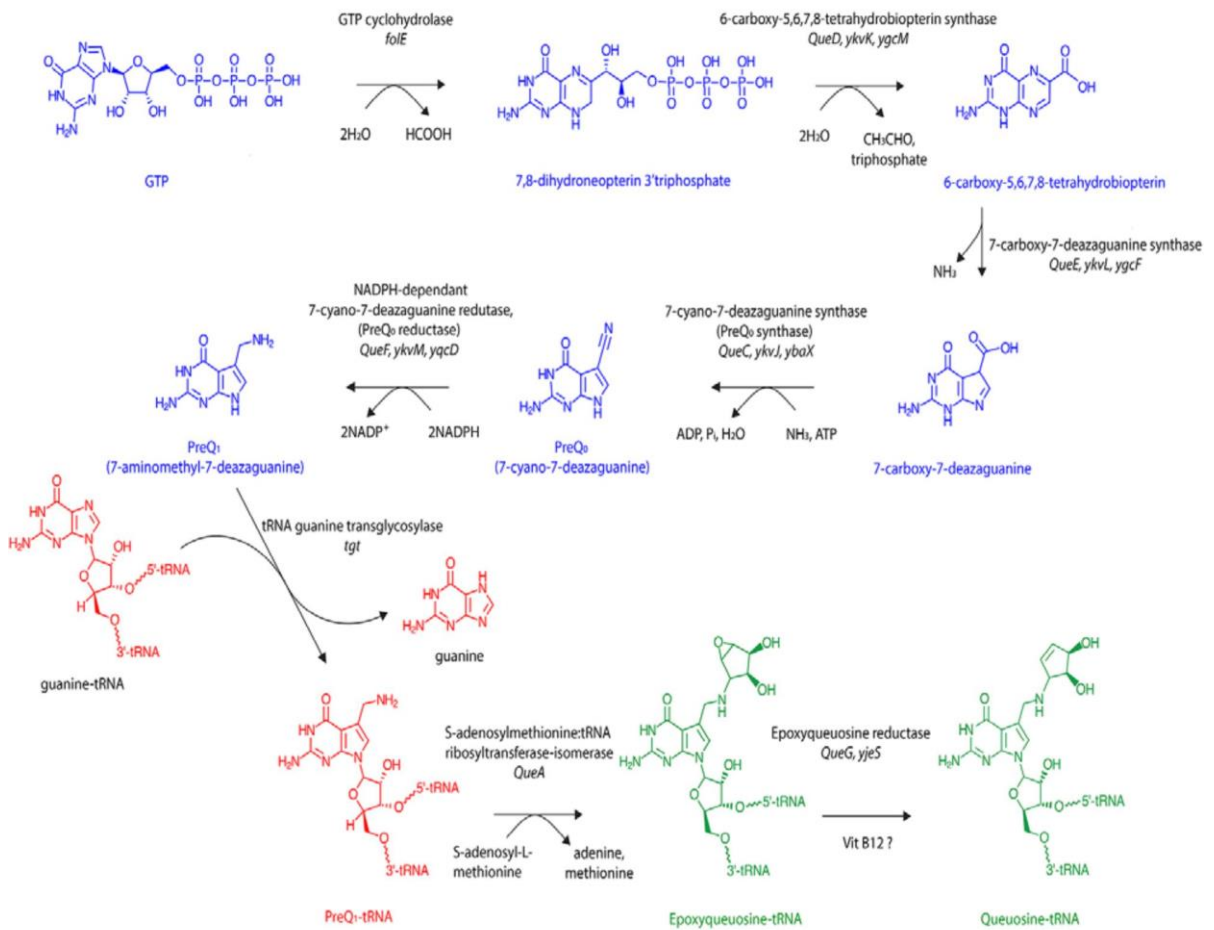 GTP cyclohydrolase
folE
2H₂O
HCOOH
6-carboxy-5,6,7,8-tetrahydrobiopterin synthase
QueD, ykvK, ygcM
2H₂O
CH₃CHO,
triphosphate
GTP
7,8-dihydroneopterin 3'triphosphate
6-carboxy-5,6,7,8-tetrahydrobiopterin
7-carboxy-7-deazaguanine synthase
QueE, ykvL, ygcF
NH₃
NADPH-dependant
7-cyano-7-deazaguanine redutase,
(PreQ₀ reductase)
QueF, ykvM, yqcD
2NADP⁺
2NADPH
7-cyano-7-deazaguanine synthase
(PreQ₀ synthase)
QueC, ykvJ, ybaX
ADP, Pᵢ, H₂O
NH₃, ATP
PreQ₁
(7-aminomethyl-7-deazaguanine)
PreQ₀
(7-cyano-7-deazaguanine)
7-carboxy-7-deazaguanine
tRNA guanine transglycosylase
tgt
5'-tRNA
3'-tRNA
guanine-tRNA
guanine
S-adenosylmethionine:tRNA
ribosyltransferase-isomerase
QueA
S-adenosyl-L-
methionine
adenine,
methionine
5'-tRNA
3'-tRNA
PreQ₁-tRNA
Epoxyqueuosine reductase
QueG, yjeS
Vit B12 ?
5'-tRNA
3'-tRNA
Epoxyqueuosine-tRNA
5'-tRNA
3'-tRNA
Queuosine-tRNA